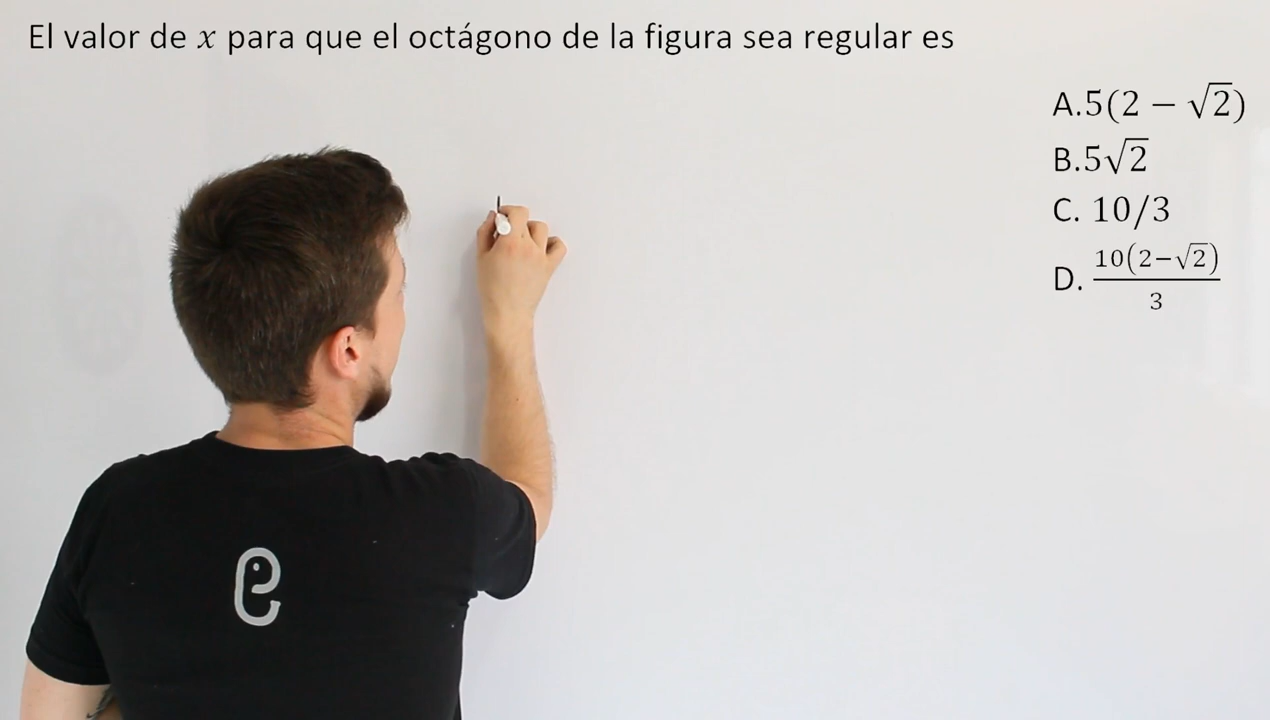 El valor de x para que el octágono de la figura sea regular es
A.5(2 − √2)
B.5√2
C. 10/3
D. 10(2−√2)/3